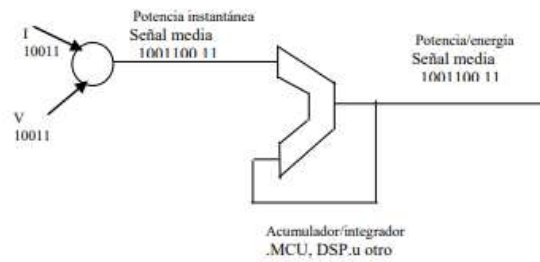 I
10011
V
10011
Potencia instantánea
Señal media
1001100 11
Potencia/energía
Señal media
1001100 11
Acumulador/integrador
.MCU, DSP.u otro